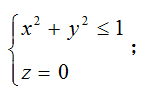 x² + y² ≤ 1
z = 0 ;